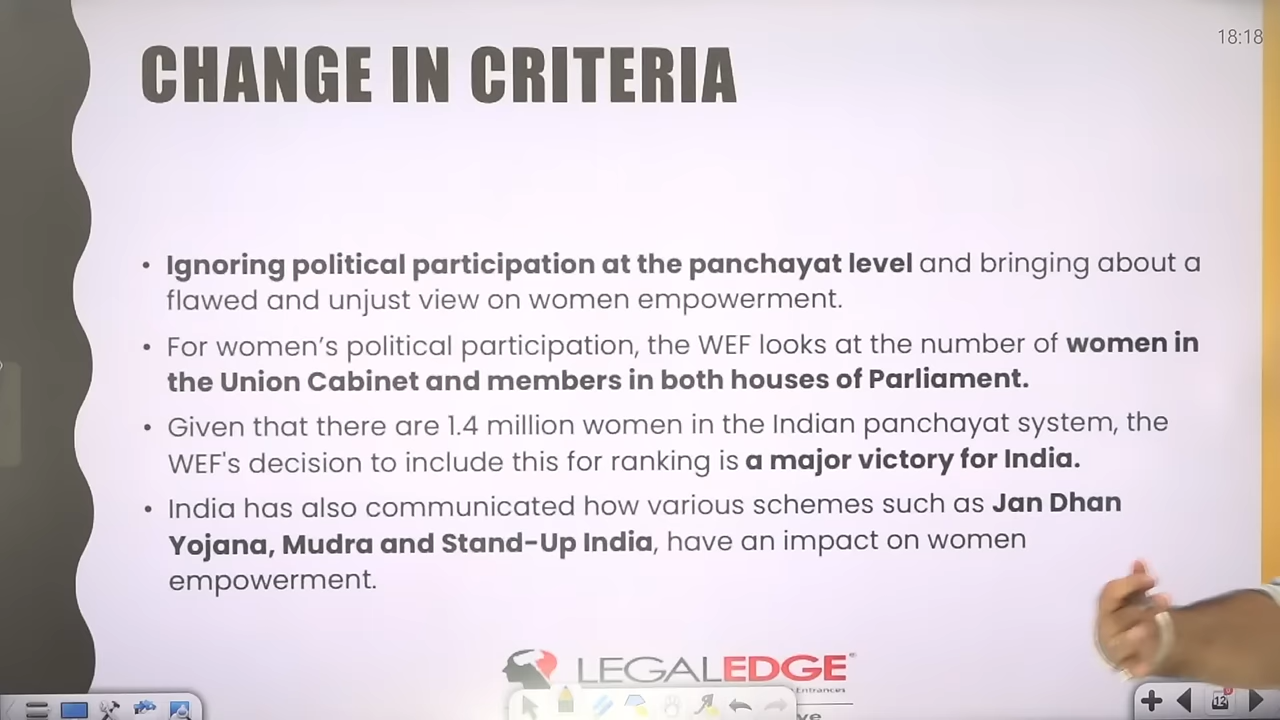 18:18
CHANGE IN CRITERIA
• Ignoring political participation at the panchayat level and bringing about a
flawed and unjust view on women empowerment.
• For women's political participation, the WEF looks at the number of women in
the Union Cabinet and members in both houses of Parliament.
• Given that there are 1.4 million women in the Indian panchayat system, the
WEF's decision to include this for ranking is a major victory for India.
• India has also communicated how various schemes such as Jan Dhan
Yojana, Mudra and Stand-Up India, have an impact on women
empowerment.
LEGALEDGE
Entrances
12